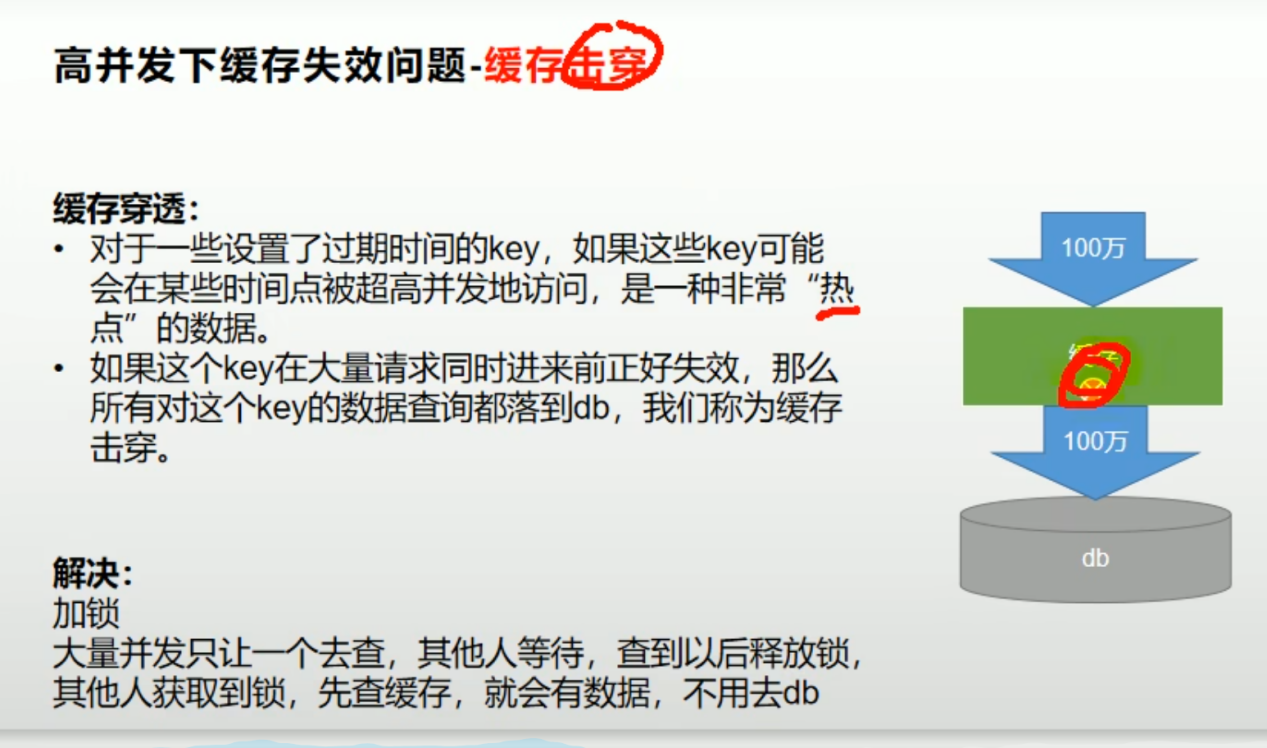 高并发下缓存失效问题-缓存击穿
缓存穿透：
• 对于一些设置了过期时间的key，如果这些key可能
会在某些时间点被超高并发地访问，是一种非常“热
点”的数据。
• 如果这个key在大量请求同时进来前正好失效，那么
所有对这个key的数据查询都落到db，我们称为缓存
击穿。
解决：
加锁
大量并发只让一个去查，其他人等待，查到以后释放锁，
其他人获取到锁，先查缓存，就会有数据，不用去db
100万
缓存
100万
db